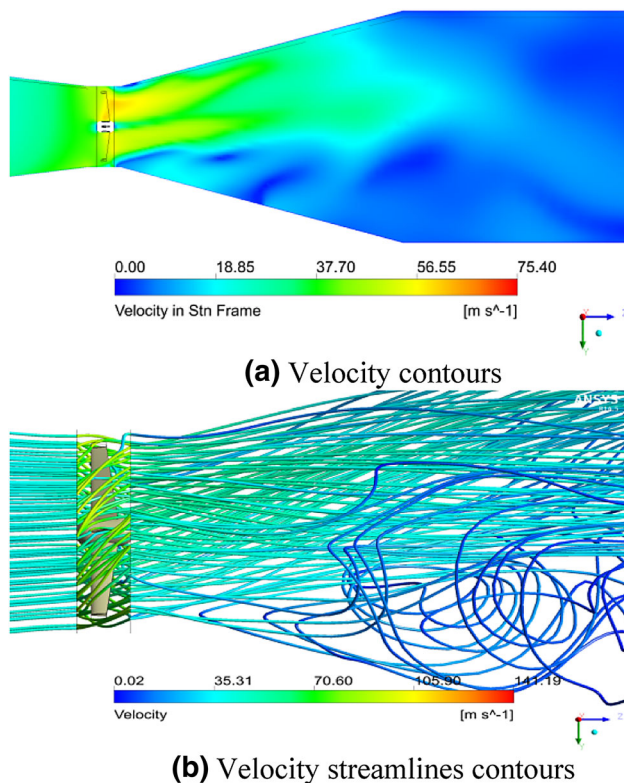 0.00 18.85 37.70 56.55 75.40
Velocity in Stn Frame [m s^-1]
(a) Velocity contours
ANSYS
0.02 35.31 70.60 105.90 141.19
Velocity [m s^-1]
Z
Y
(b) Velocity streamlines contours